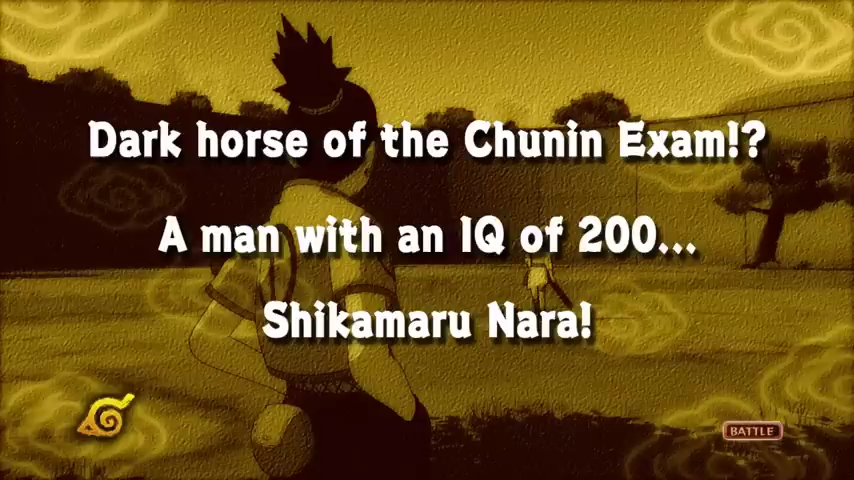 Dark horse of the Chunin Exam!?
A man with an IQ of 200...
Shikamaru Nara!
BATTLE